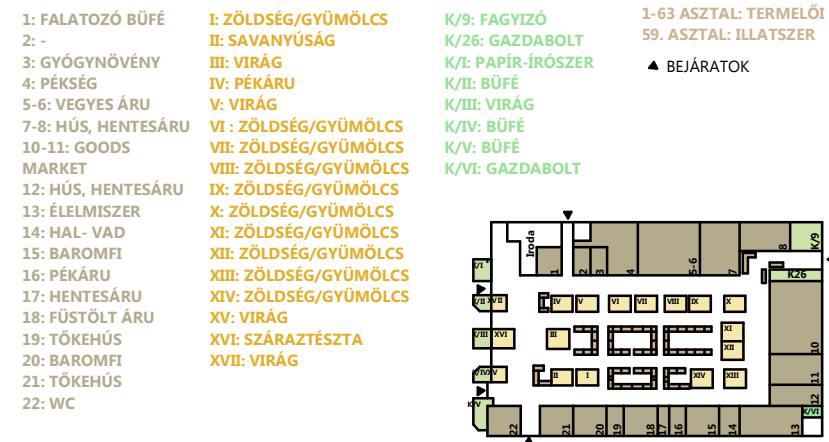 1: FALATOZÓ BÜFÉ
2: -
3: GYÓGYNÖVÉNY
4: PÉKSÉG
5-6: VEGYES ÁRU
7-8: HÚS, HENTESÁRU
10-11: GOODS
MARKET
12: HÚS, HENTESÁRU
13: ÉLELMISZER
14: HAL- VAD
15: BAROMFI
16: PÉKÁRU
17: HENTESÁRU
18: FÜSTÖLT ÁRU
19: TŐKEHÚS
20: BAROMFI
21: TŐKEHÚS
22: WC
I: ZÖLDSÉG/GYÜMÖLCS
II: SAVANYÚSÁG
III: VIRÁG
IV: PÉKÁRU
V: VIRÁG
VI : ZÖLDSÉG/GYÜMÖLCS
VII: ZÖLDSÉG/GYÜMÖLCS
VIII: ZÖLDSÉG/GYÜMÖLCS
IX: ZÖLDSÉG/GYÜMÖLCS
X: ZÖLDSÉG/GYÜMÖLCS
XI: ZÖLDSÉG/GYÜMÖLCS
XII: ZÖLDSÉG/GYÜMÖLCS
XIII: ZÖLDSÉG/GYÜMÖLCS
XIV: ZÖLDSÉG/GYÜMÖLCS
XV: VIRÁG
XVI: SZÁRAZTÉSZTA
XVII: VIRÁG
K/9: FAGYIZÓ
K/26: GAZDABOLT
K/I: PAPÍR-ÍRÓSZER
K/II: BÜFÉ
K/III: VIRÁG
K/IV: BÜFÉ
K/V: BÜFÉ
K/VI: GAZDABOLT
1-63 ASZTAL: TERMELŐI
59. ASZTAL: ILLATSZER
BEJÁRATOK
Iroda
1
2
3
4
5-6
7
8
K/9
K/I
K26
K/II XVII
IV V VI VII VIII IX X
K/III XVI
III
XI
XII
10
K/IV XV
II I XIV XIII
11
K/V
12
K/VI
22 21 20 19 18 17 16 15 14 13